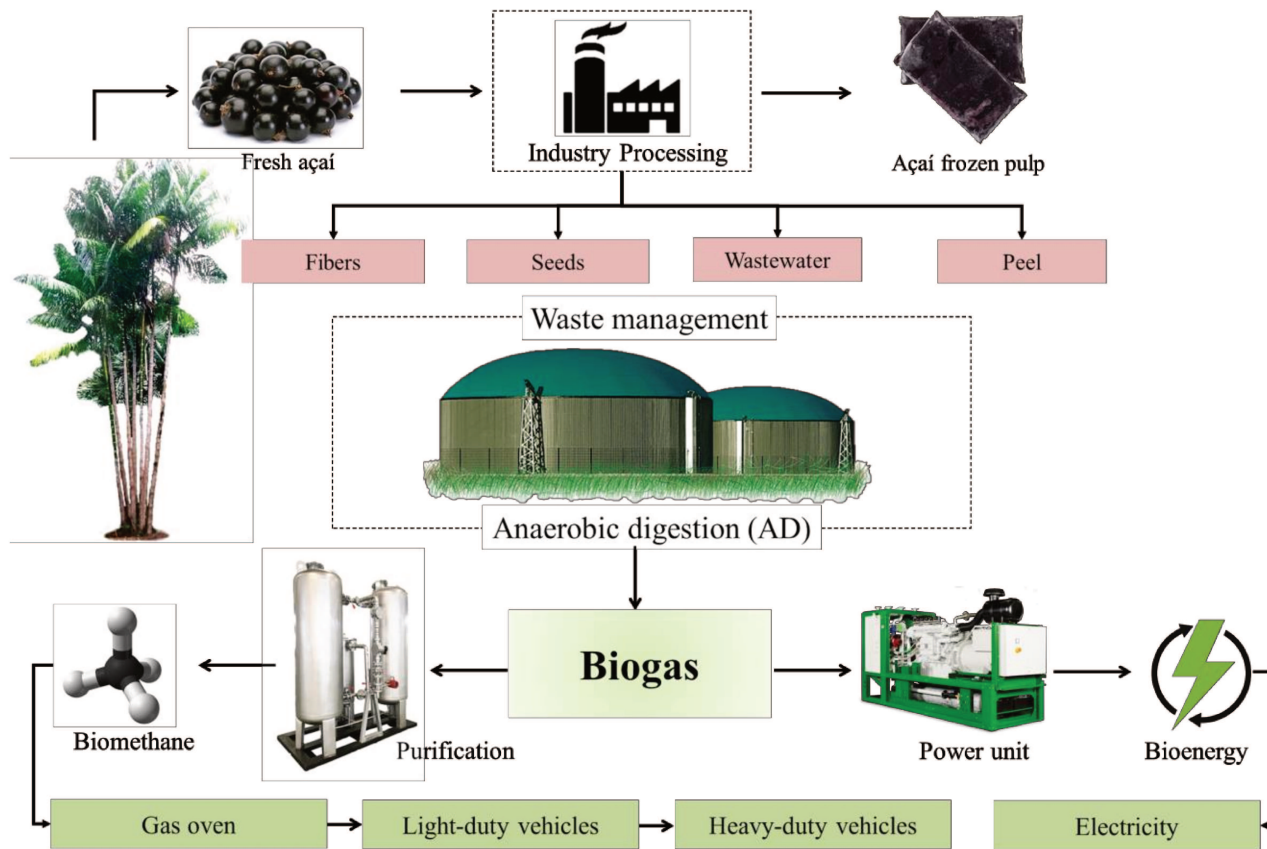 Fresh açaí
Industry Processing
Açaí frozen pulp
Fibers
Seeds
Wastewater
Peel
Waste management
Anaerobic digestion (AD)
Biogas
Biomethane
Purification
Power unit
Bioenergy
Gas oven
Light-duty vehicles
Heavy-duty vehicles
Electricity